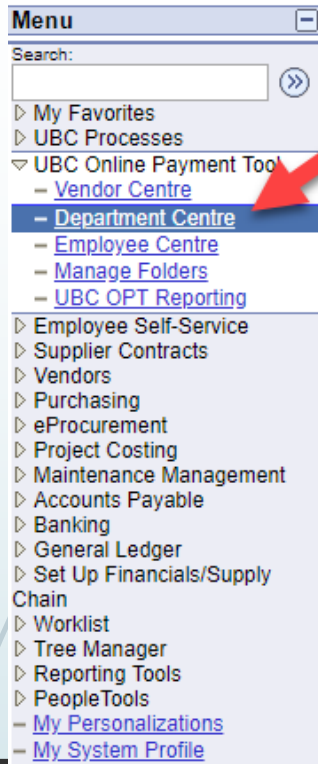 Menu
Search:
My Favorites
UBC Processes
UBC Online Payment Tool
Vendor Centre
Department Centre
Employee Centre
Manage Folders
UBC OPT Reporting
Employee Self-Service
Supplier Contracts
Vendors
Purchasing
eProcurement
Project Costing
Maintenance Management
Accounts Payable
Banking
General Ledger
Set Up Financials/Supply
Chain
Worklist
Tree Manager
Reporting Tools
PeopleTools
My Personalizations
My System Profile